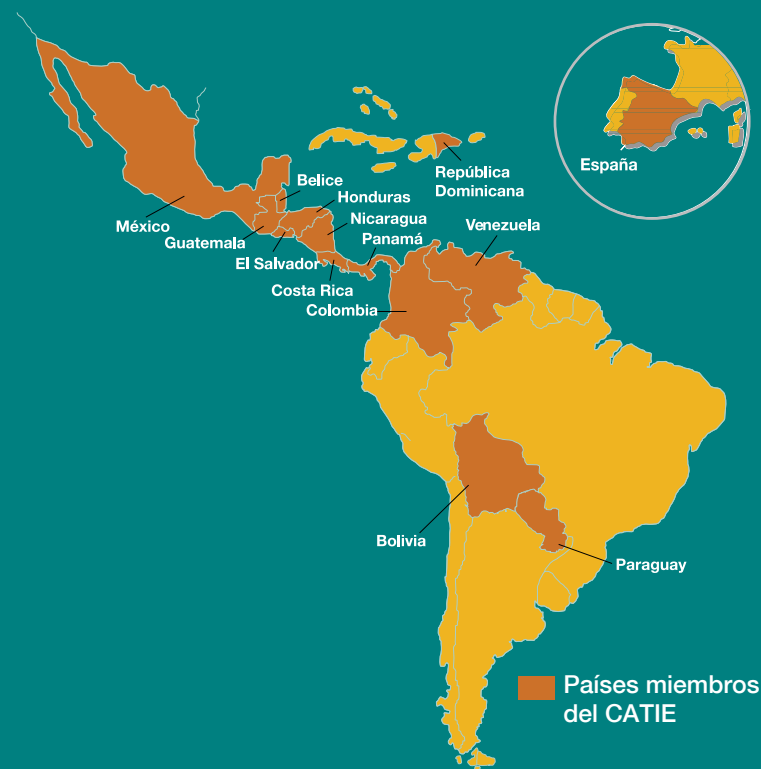 España
República
Dominicana
Belice
Honduras
México
Nicaragua
Venezuela
Guatemala
Panamá
El Salvador
Costa Rica
Colombia
Bolivia
Paraguay
Países miembros
del CATIE